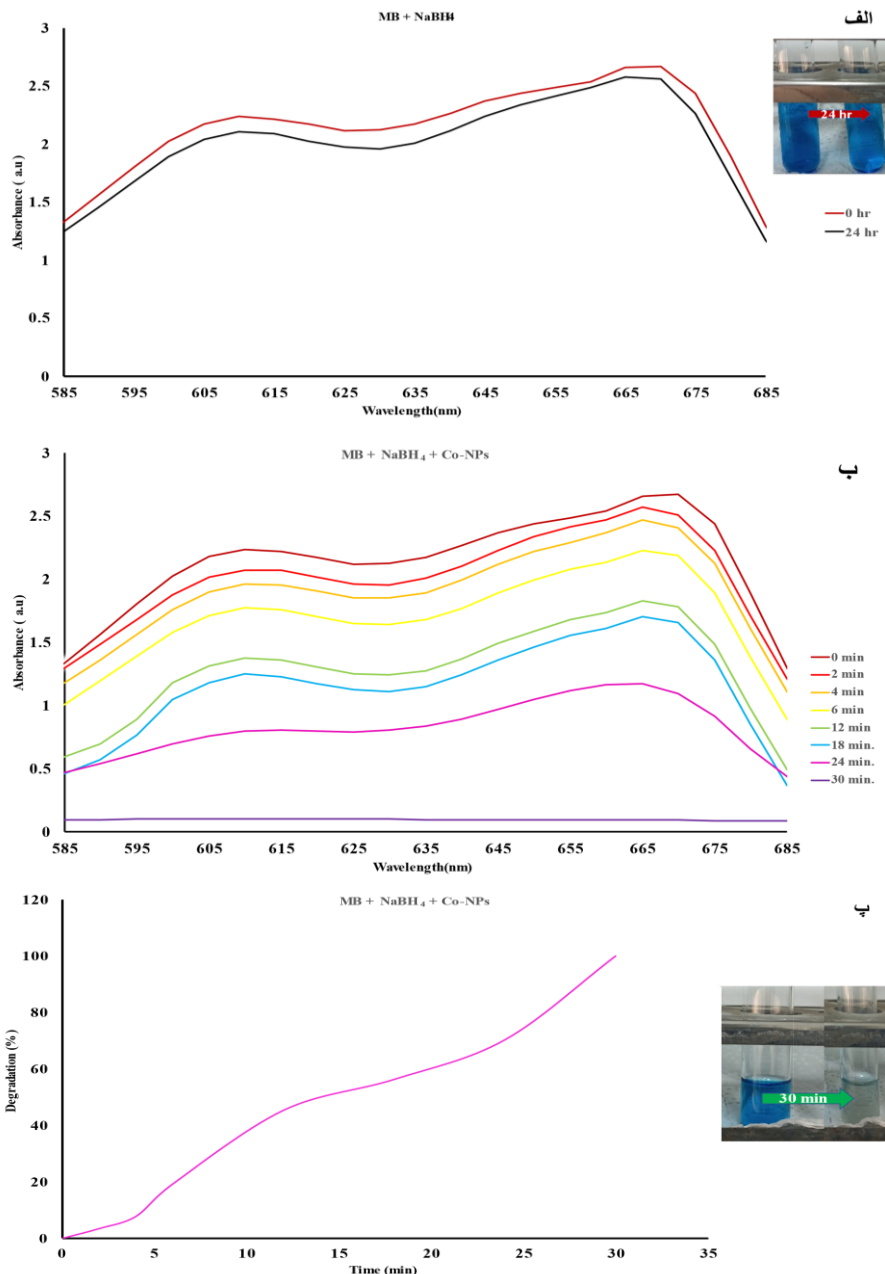 MB + NaBH4
الف
3
2.5
2
1.5
1
0.5
0
Absorbance ( a.u)
585 595 605 615 625 635 645 655 665 675 685
Wavelength(nm)
24 hr
0 hr
24 hr
MB + NaBH₄ + Co-NPs
ب
3
2.5
2
1.5
1
0.5
0
Absorbance ( a.u)
585 595 605 615 625 635 645 655 665 675 685
Wavelength(nm)
0 min
2 min
4 min
6 min
12 min
18 min.
24 min.
30 min.
MB + NaBH₄ + Co-NPs
پ
120
100
80
60
40
20
0
Degradation (%)
0 5 10 15 20 25 30 35
Time (min)
30 min